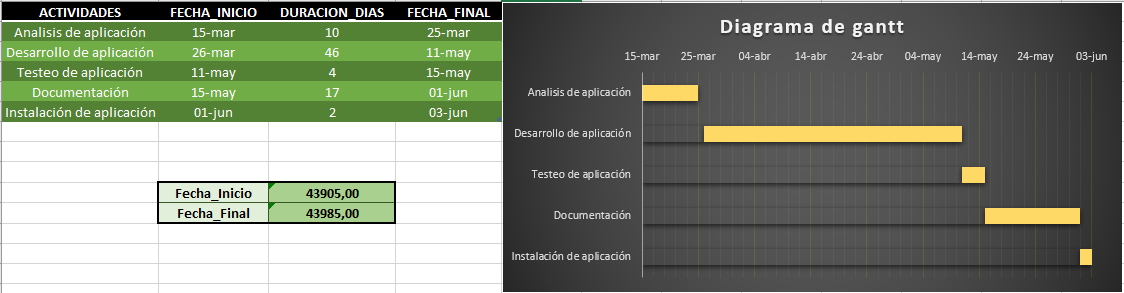 ACTIVIDADES FECHA_INICIO DURACION_DIAS FECHA_FINAL
Analisis de aplicación 15-mar 10 25-mar
Desarrollo de aplicación 26-mar 46 11-may
Testeo de aplicación 11-may 4 15-may
Documentación 15-may 17 01-jun
Instalación de aplicación 01-jun 2 03-jun
Fecha_Inicio 43905,00
Fecha_Final 43985,00
Diagrama de gantt
15-mar 25-mar 04-abr 14-abr 24-abr 04-may 14-may 24-may 03-jun
Analisis de aplicación
Desarrollo de aplicación
Testeo de aplicación
Documentación
Instalación de aplicación